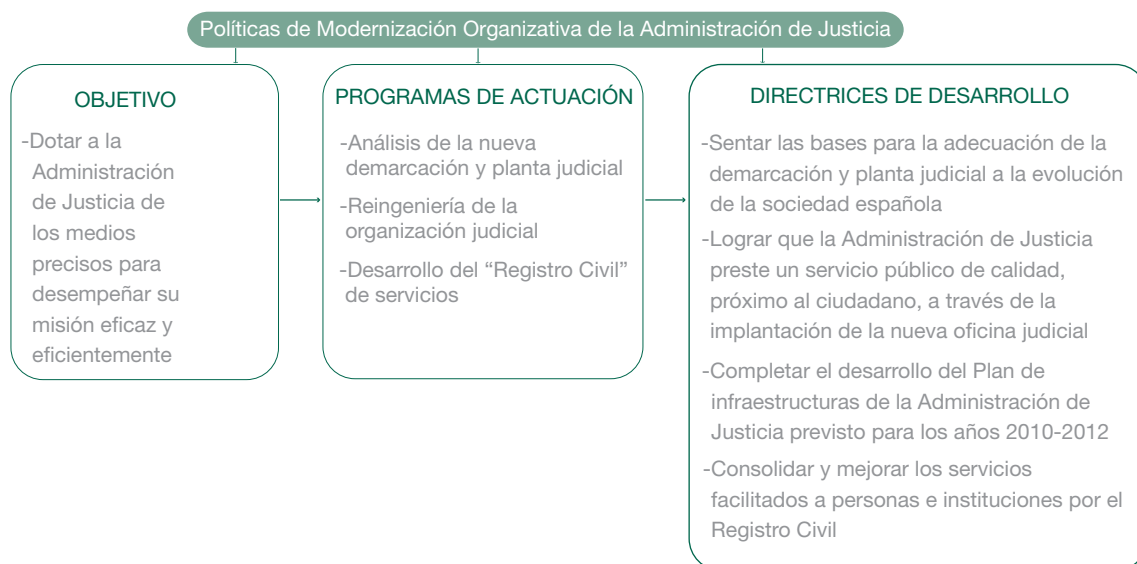 Políticas de Modernización Organizativa de la Administración de Justicia
OBJETIVO
-Dotar a la
Administración
de Justicia de
los medios
precisos para
desempeñar su
misión eficaz y
eficientemente
PROGRAMAS DE ACTUACIÓN
-Análisis de la nueva
demarcación y planta judicial
-Reingeniería de la
organización judicial
-Desarrollo del “Registro Civil”
de servicios
DIRECTRICES DE DESARROLLO
-Sentar las bases para la adecuación de la
demarcación y planta judicial a la evolución
de la sociedad española
-Lograr que la Administración de Justicia
preste un servicio público de calidad,
próximo al ciudadano, a través de la
implantación de la nueva oficina judicial
-Completar el desarrollo del Plan de
infraestructuras de la Administración de
Justicia previsto para los años 2010-2012
-Consolidar y mejorar los servicios
facilitados a personas e instituciones por el
Registro Civil